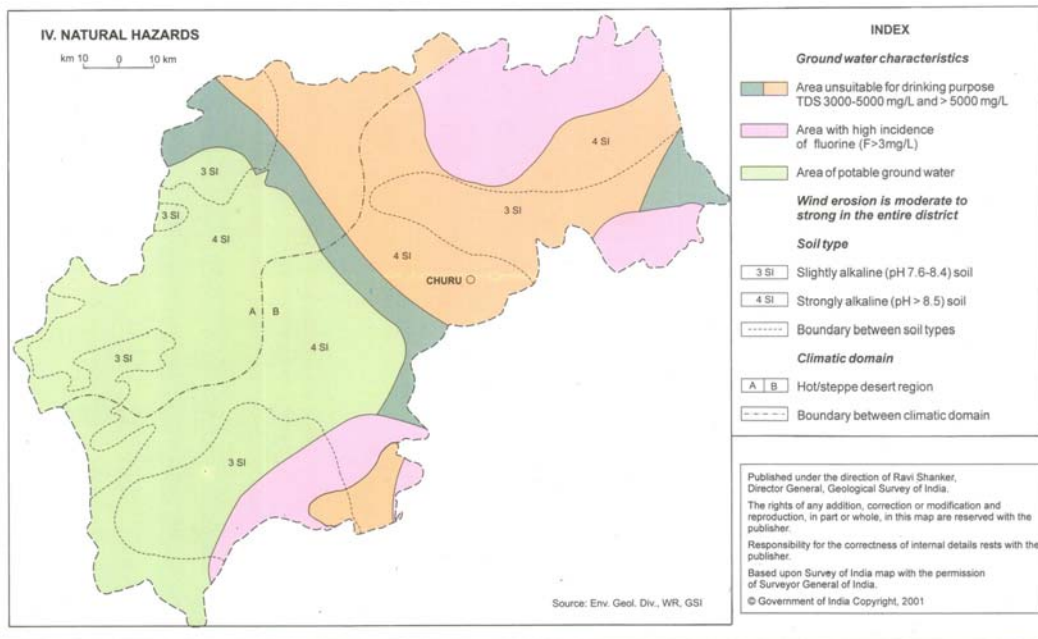 IV. NATURAL HAZARDS
km 10 0 10 km
4 SI
3 SI
3 SI
3 SI
4 SI
4 SI
CHURU
A B
4 SI
3 SI
3 SI
Source: Env. Geol. Div., WR, GSI
INDEX
Ground water characteristics
Area unsuitable for drinking purpose
TDS 3000-5000 mg/L and > 5000 mg/L
Area with high incidence
of fluorine (F>3mg/L)
Area of potable ground water
Wind erosion is moderate to
strong in the entire district
Soil type
3 SI Slightly alkaline (pH 7.6-8.4) soil
4 SI Strongly alkaline (pH > 8.5) soil
Boundary between soil types
Climatic domain
A B Hot/steppe desert region
Boundary between climatic domain
Published under the direction of Ravi Shanker,
Director General, Geological Survey of India.
The rights of any addition, correction or modification and
reproduction, in part or whole, in this map are reserved with the
publisher.
Responsibility for the correctness of internal details rests with the
publisher.
Based upon Survey of India map with the permission
of Surveyor General of India.
© Government of India Copyright, 2001